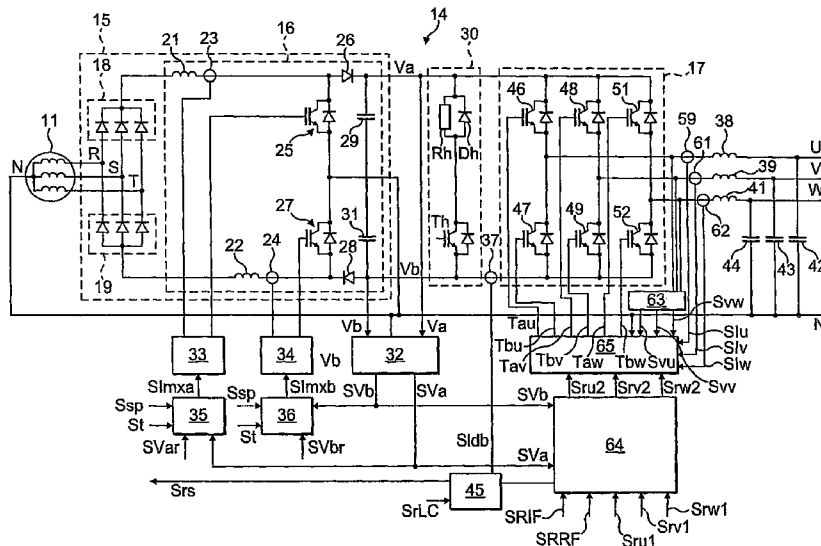 14
15
21
23
16
26
30
17
18
Va
46
48
51
59
61
38
11
Rh
Dh
29
25
U
39
V
N
R
S
T
W
41
27
31
Th
47
49
52
62
19
22
24
28
37
Vb
44
43
42
63
Svw
N
Tau
Tbu
Tav
Tbv
Taw
Tbw
Svu
Svv
SIu
SIv
SIw
65
Vb
Va
33
34
Vb
32
SImxa
SImxb
SVb
SVa
Sru2
Srv2
Srw2
Ssp
St
35
Ssp
St
36
SVb
SVar
SVbr
SIdb
SVa
64
Srs
45
SrLC
SRIF
SRRF
Sru1
Srv1
Srw1